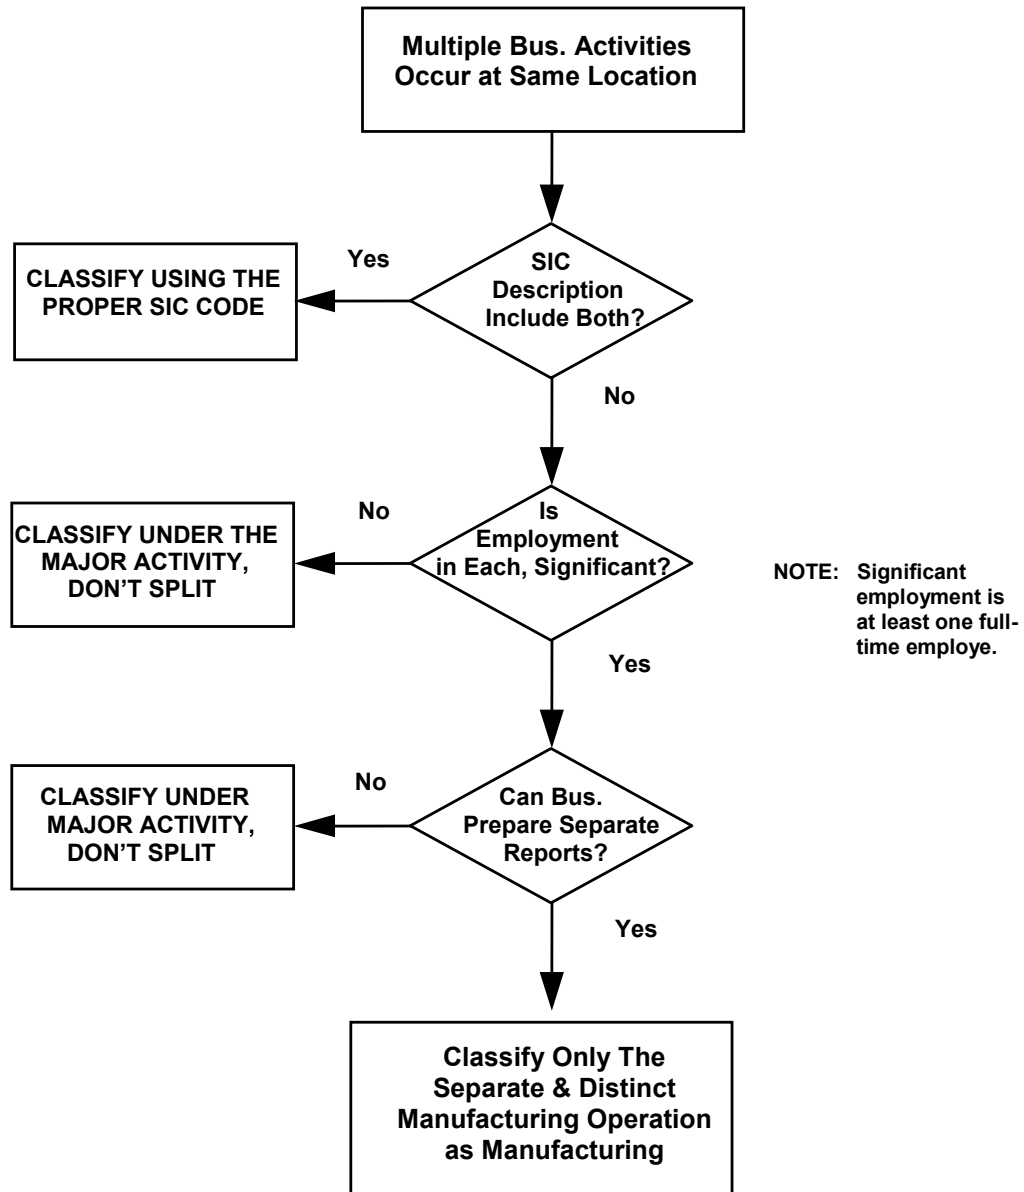 Multiple Bus. Activities
Occur at Same Location
Yes
SIC
Description
Include Both?
CLASSIFY USING THE
PROPER SIC CODE
No
No
Is
Employment
in Each, Significant?
CLASSIFY UNDER THE
MAJOR ACTIVITY,
DON'T SPLIT
NOTE: Significant
employment is
at least one full-
time employe.
Yes
No
Can Bus.
Prepare Separate
Reports?
CLASSIFY UNDER
MAJOR ACTIVITY,
DON'T SPLIT
Yes
Classify Only The
Separate & Distinct
Manufacturing Operation
as Manufacturing